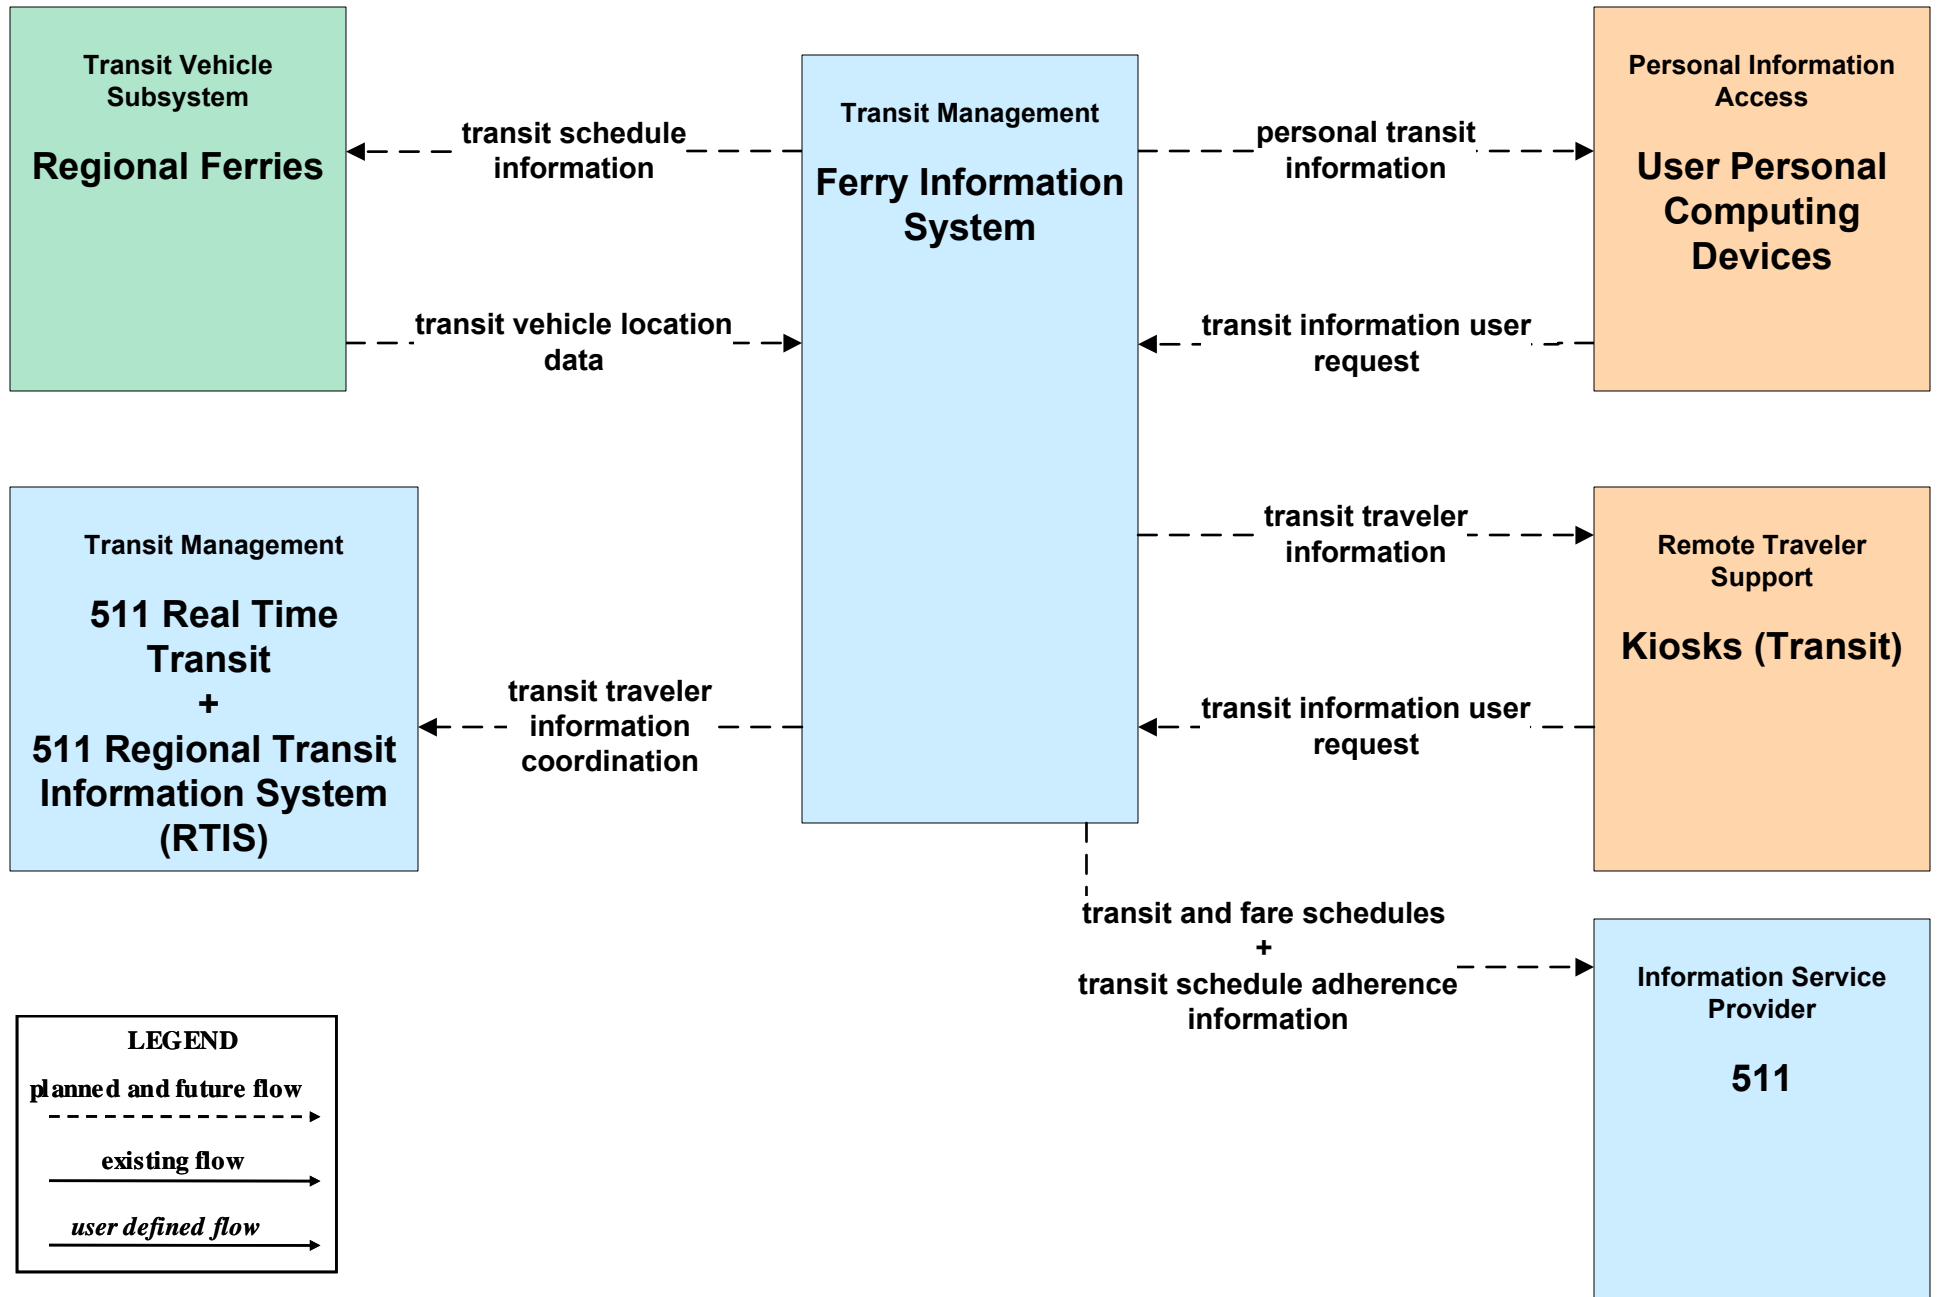 Transit Vehicle
Subsystem
Regional Ferries
transit schedule
information
transit vehicle location
data
Transit Management
Ferry Information
System
personal transit
information
transit information user
request
Personal Information
Access
User Personal
Computing
Devices
Transit Management
511 Real Time
Transit
+
511 Regional Transit
Information System
(RTIS)
transit traveler
information
coordination
transit traveler
information
transit information user
request
Remote Traveler
Support
Kiosks (Transit)
transit and fare schedules
+
transit schedule adherence
information
Information Service
Provider
511
LEGEND
planned and future flow
existing flow
user defined flow